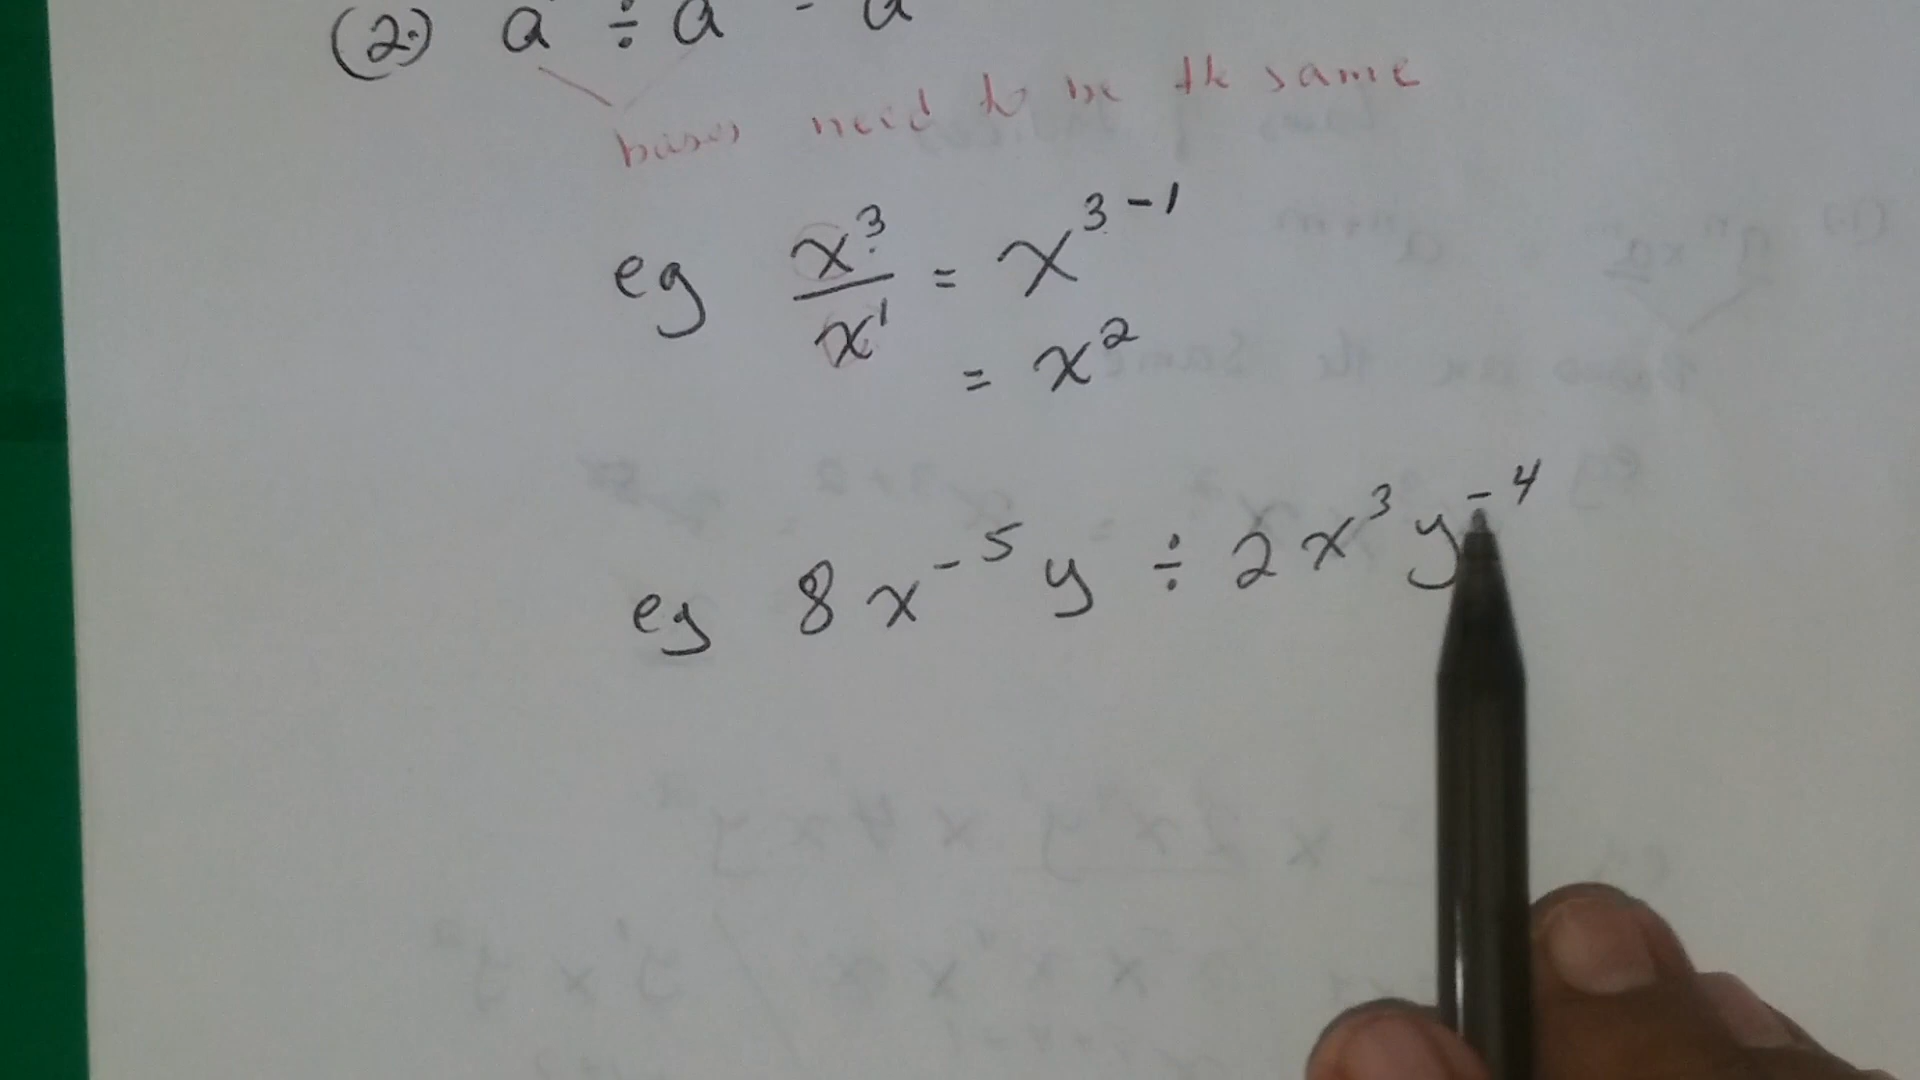 (2.) a ÷ a - a
bases need to be the same
eg x³/x¹ = x³⁻¹
= x²
eg 8x⁻⁵y ÷ 2x³y⁻⁴